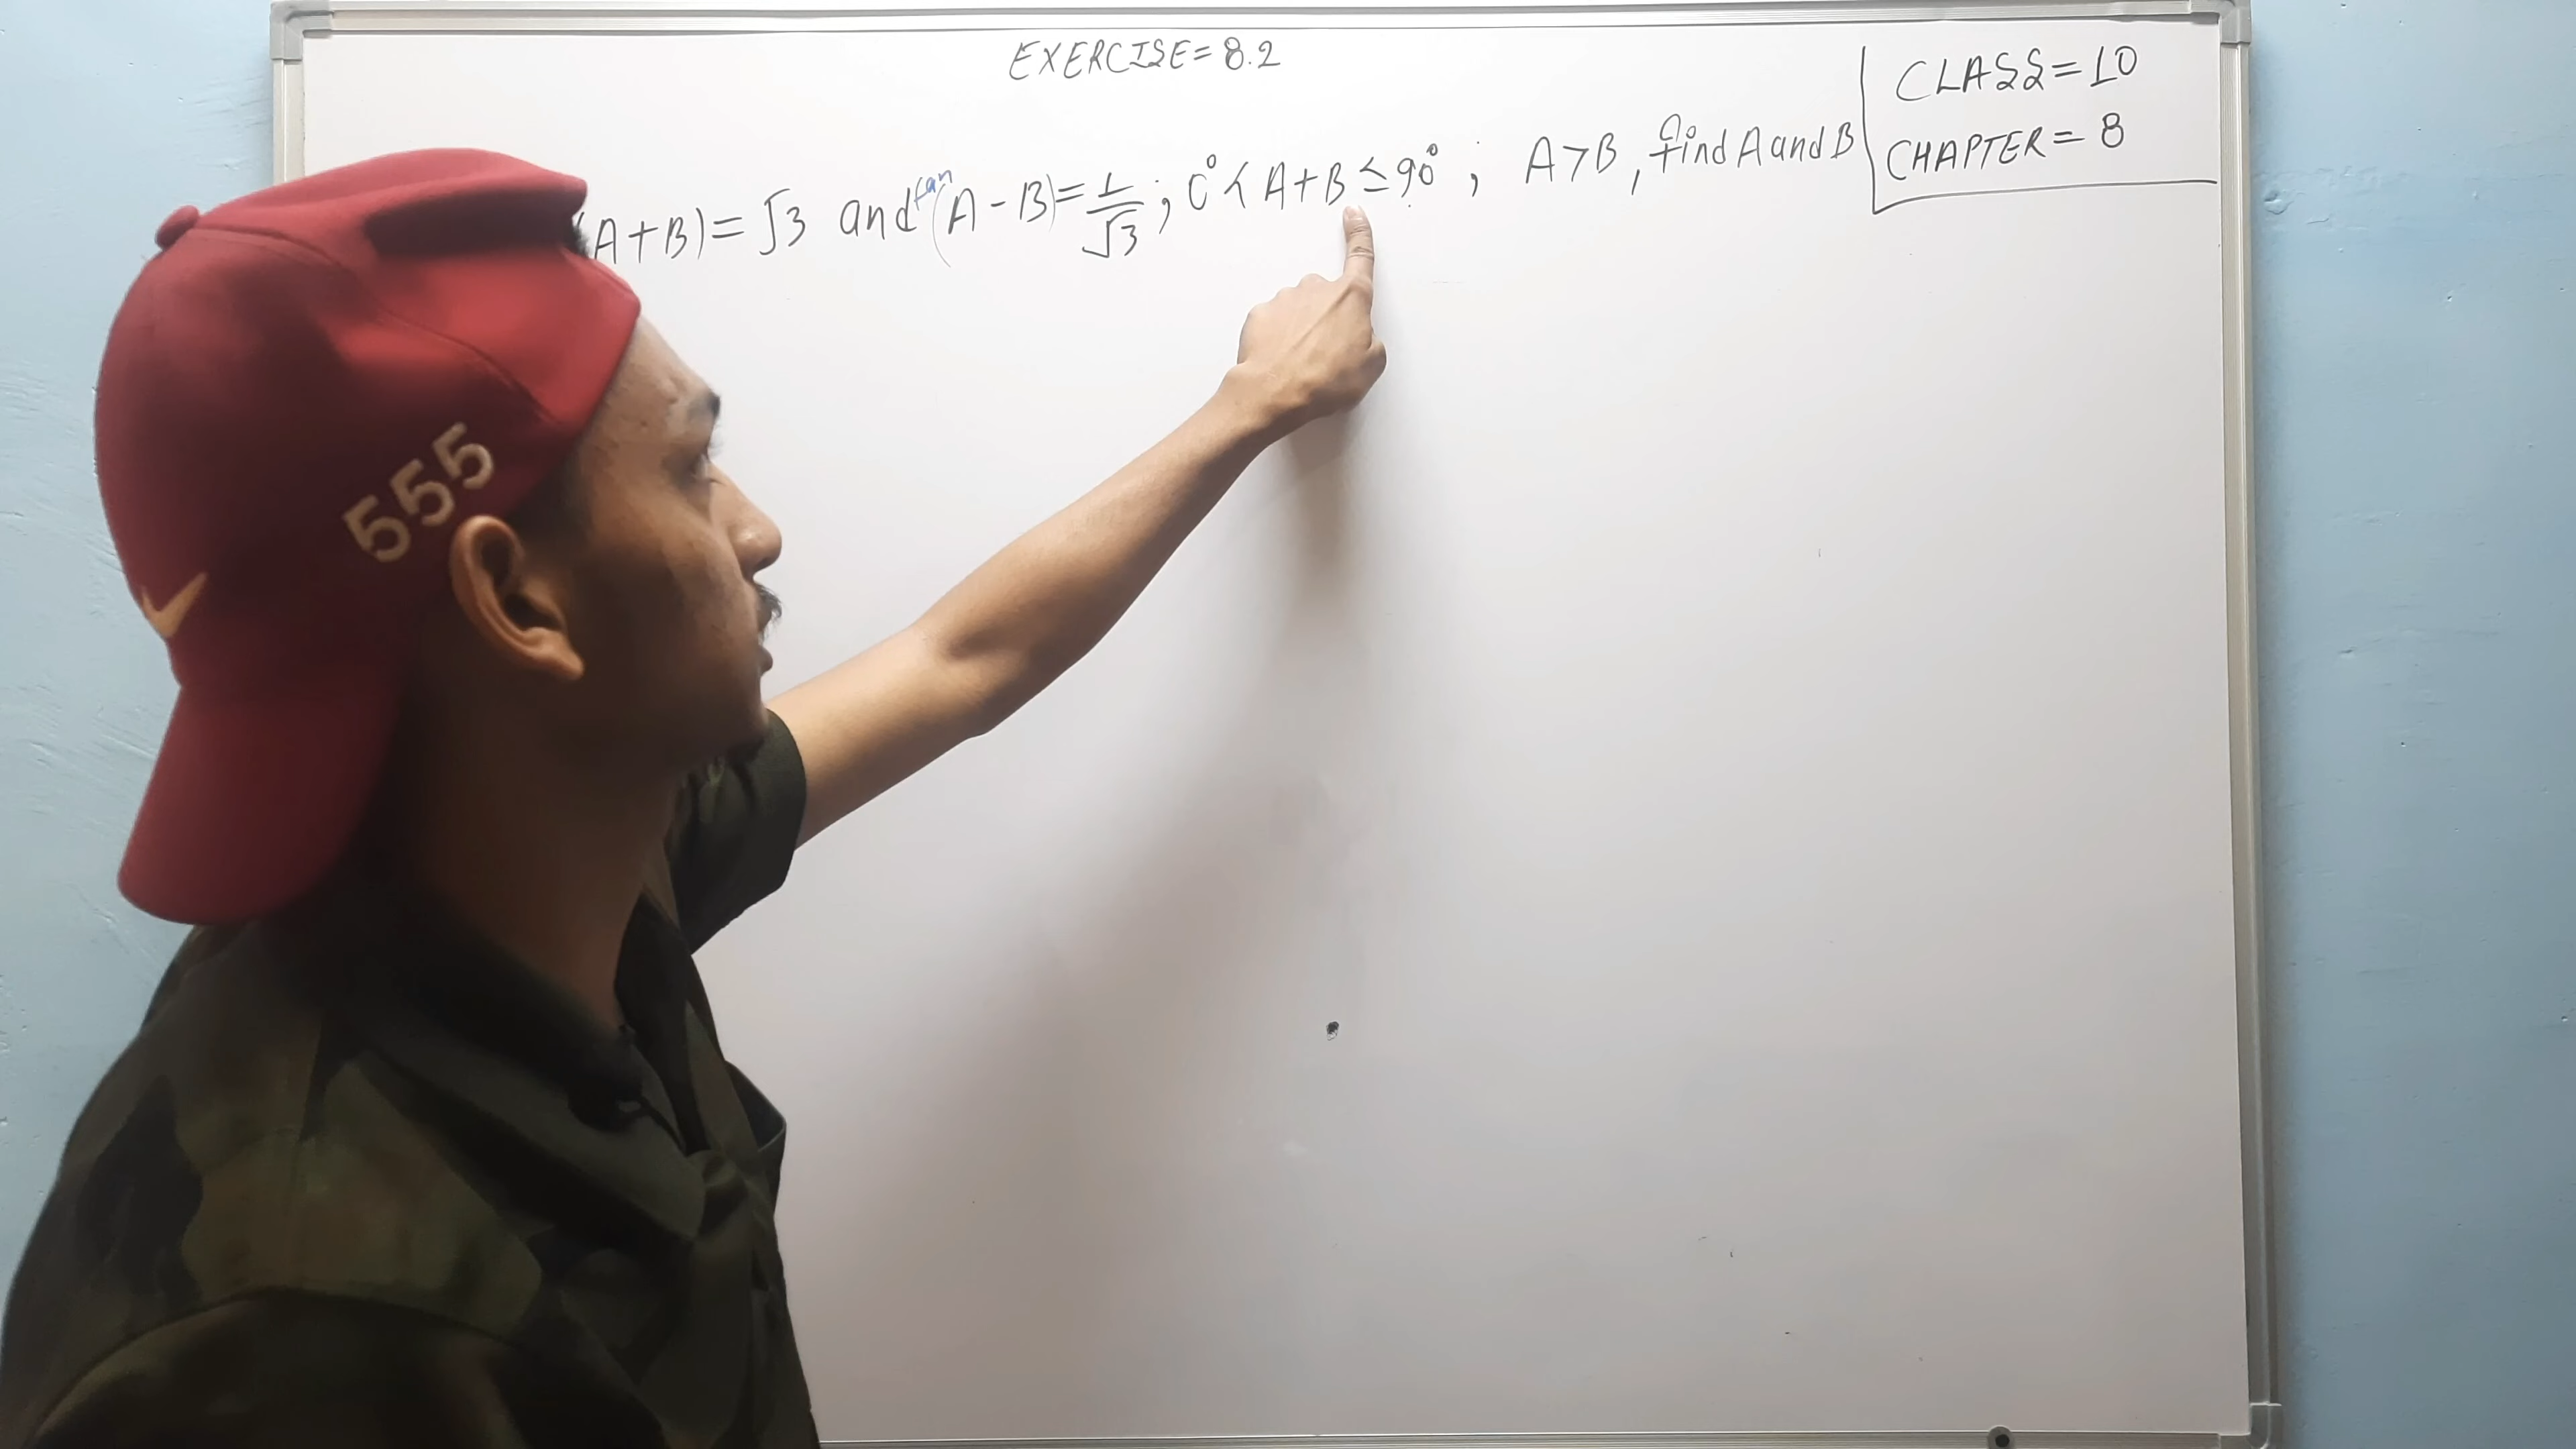 EXERCISE = 8.2
CLASS = 10
CHAPTER = 8
(A+B) = √3 and tan(A-B) = 1/√3 ; 0° < A+B ≤ 90° ; A>B, find A and B
555